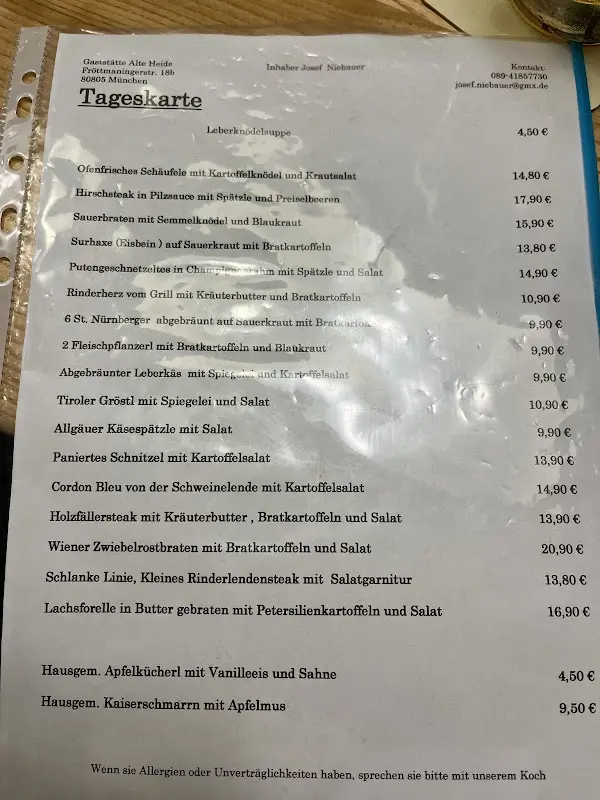 Gaststätte Alte Heide
Fröttmaningerstr. 18b
80805 München
Inhaber Josef Niebauer
Kontakt:
089-41857730
josef.niebauer@gmx.de
Tageskarte
Leberknödelsuppe 4,50 €
Ofenfrisches Schäufele mit Kartoffelknödel und Krautsalat 14,80 €
Hirschsteak in Pilzsauce mit Spätzle und Preiselbeeren 17,90 €
Sauerbraten mit Semmelknödel und Blaukraut 15,90 €
Surhaxe (Eisbein ) auf Sauerkraut mit Bratkartoffeln 13,80 €
Putengeschnetzeltes in Champignonrahm mit Spätzle und Salat 14,90 €
Rinderherz vom Grill mit Kräuterbutter und Bratkartoffeln 10,90 €
6 St. Nürnberger abgebräunt auf Sauerkraut mit 9,90 €
2 Fleischpflanzerl mit Bratkartoffeln und Blaukraut 9,90 €
Abgebräunter Leberkäs mit Spiegelei und Kartoffelsalat 9,90 €
Tiroler Gröstl mit Spiegelei und Salat 10,90 €
Allgäuer Käsespätzle mit Salat 9,90 €
Paniertes Schnitzel mit Kartoffelsalat 13,90 €
Cordon Bleu von der Schweinelende mit Kartoffelsalat 14,90 €
Holzfällersteak mit Kräuterbutter , Bratkartoffeln und Salat 13,90 €
Wiener Zwiebelrostbraten mit Bratkartoffeln und Salat 20,90 €
Schlanke Linie, Kleines Rinderlendensteak mit Salatgarnitur 13,80 €
Lachsforelle in Butter gebraten mit Petersilienkartoffeln und Salat 16,90 €
Hausgem. Apfelkücherl mit Vanilleeis und Sahne 4,50 €
Hausgem. Kaiserschmarrn mit Apfelmus 9,50 €
Wenn sie Allergien oder Unverträglichkeiten haben, sprechen sie bitte mit unserem Koch